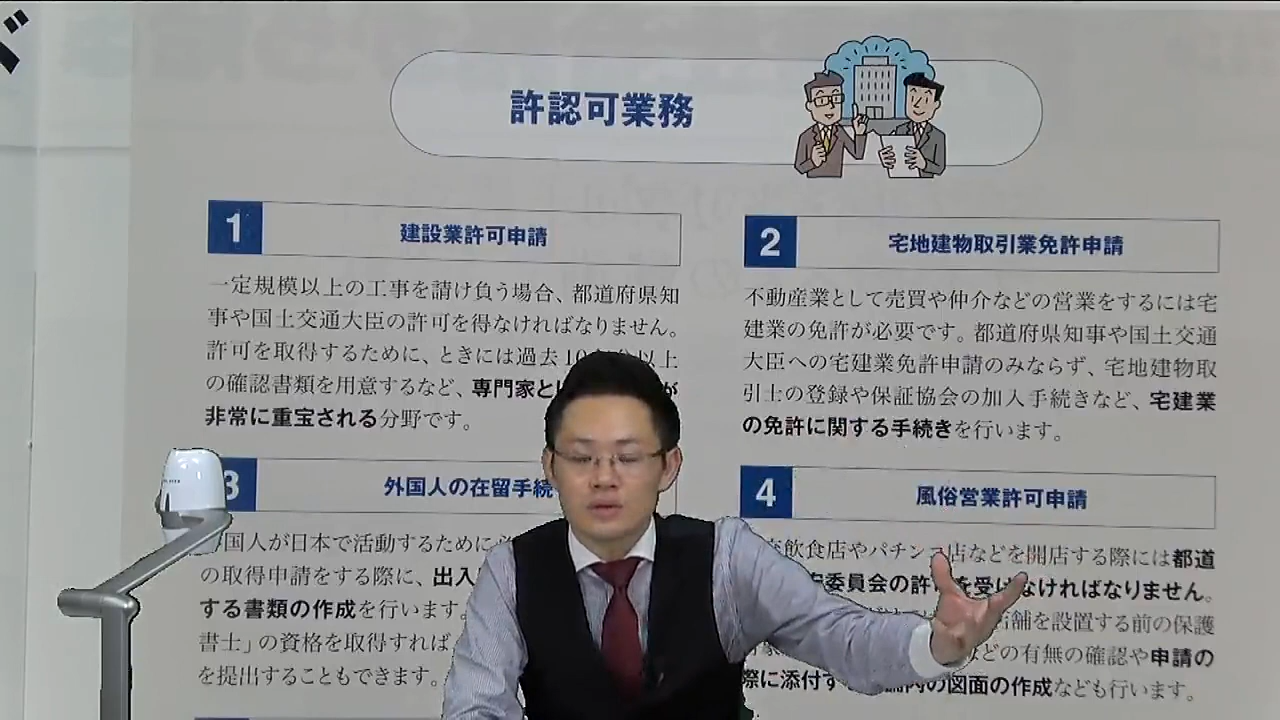 ド
許認可業務
1 建設業許可申請
一定規模以上の工事を請け負う場合、都道府県知
事や国土交通大臣の許可を得なければなりません。
許可を取得するために、ときには過去10 以上
の確認書類を用意するなど、専門家と が
非常に重宝される分野です。
2 宅地建物取引業免許申請
不動産業として売買や仲介などの営業をするには宅
建業の免許が必要です。都道府県知事や国土交通
大臣への宅建業免許申請のみならず、宅地建物取
引士の登録や保証協会の加入手続きなど、宅建業
の免許に関する手続きを行います。
3 外国人の在留手続
国人が日本で活動するために
の取得申請をする際に、出入
する書類の作成を行います。
書士」の資格を取得すれば
を提出することもできます。
4 風俗営業許可申請
飲食店やパチンコ店などを開店する際には都道
安委員会の許可を受けなければなりません。
店舗を設置する前の保護
などの有無の確認や申請の
際に添付す 舗内の図面の作成なども行います。